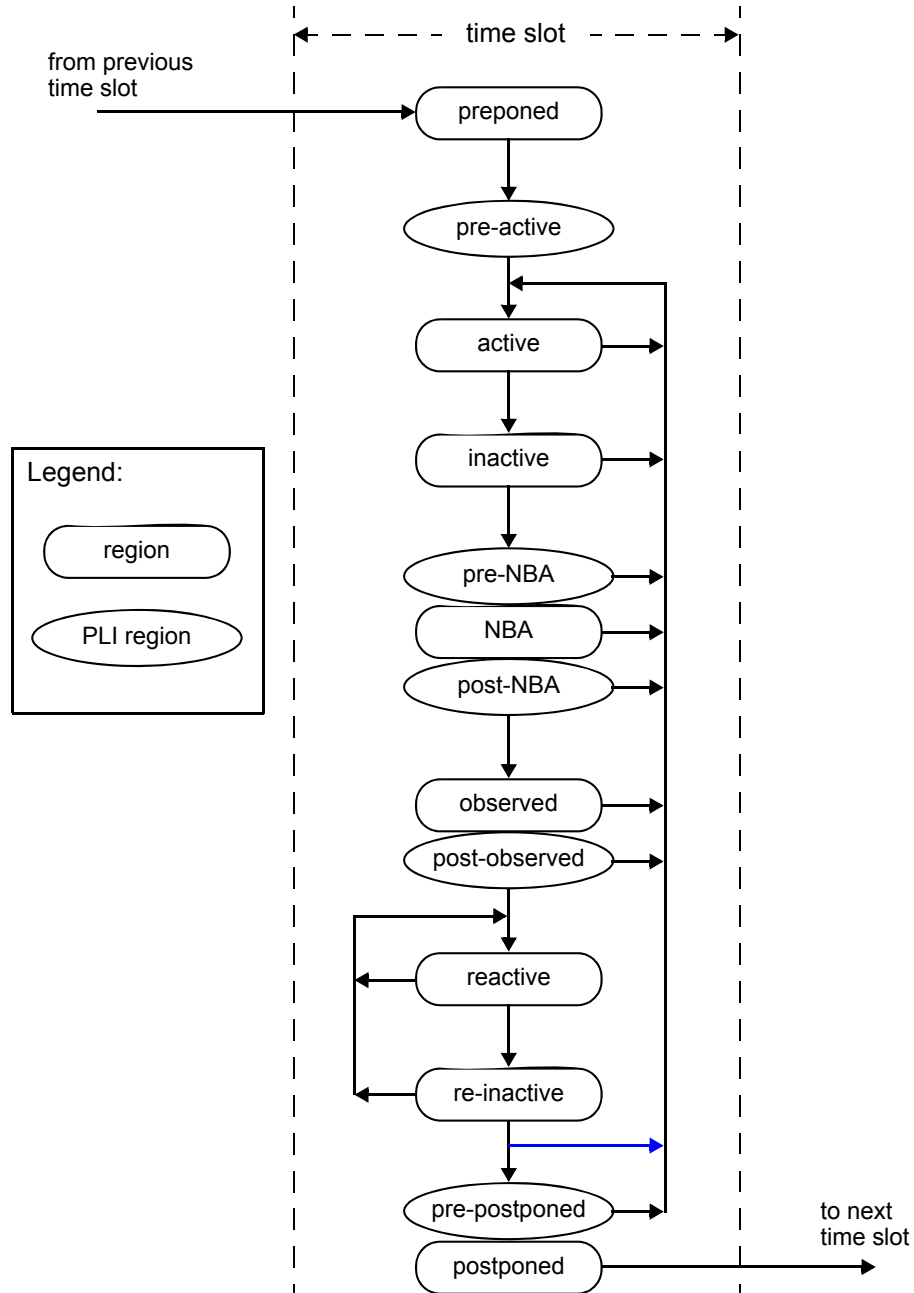 time slot
from previous
time slot
preponed
pre-active
active
inactive
Legend:
region
PLI region
pre-NBA
NBA
post-NBA
observed
post-observed
reactive
re-inactive
pre-postponed
postponed
to next
time slot